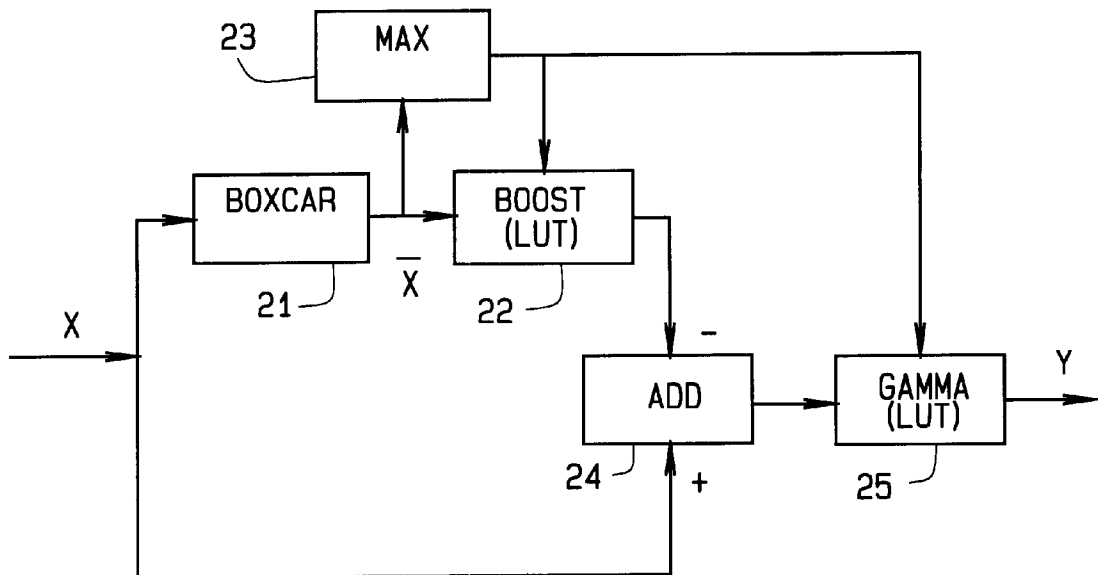 23
MAX
BOXCAR
BOOST
(LUT)
21
X̅
22
X
-
Y
ADD
GAMMA
(LUT)
24
+
25